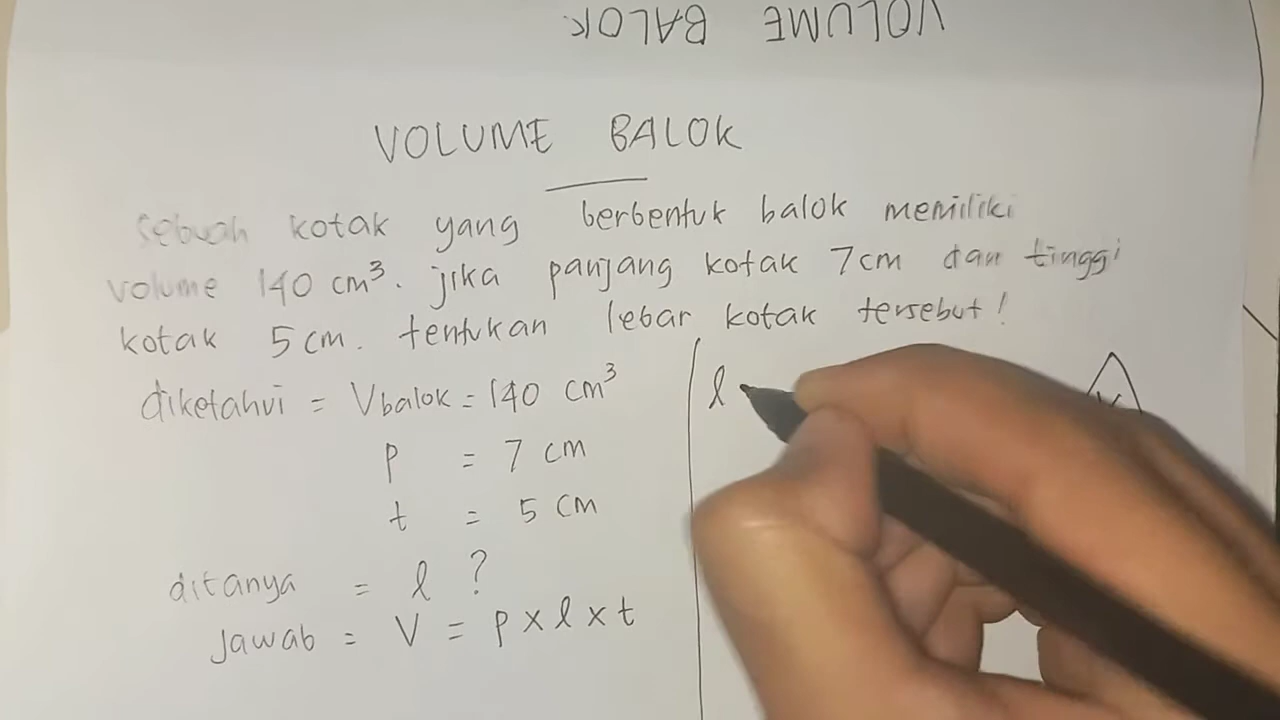 VOLUME BALOK
VOLUME BALOK
sebuah kotak yang berbentuk balok memiliki
volume 140 cm³. jika panjang kotak 7cm dan tinggi
kotak 5 cm. tentukan lebar kotak tersebut!
diketahui = Vbalok = 140 cm³
p = 7 cm
t = 5 cm
ditanya = l ?
Jawab = V = p x l x t
l